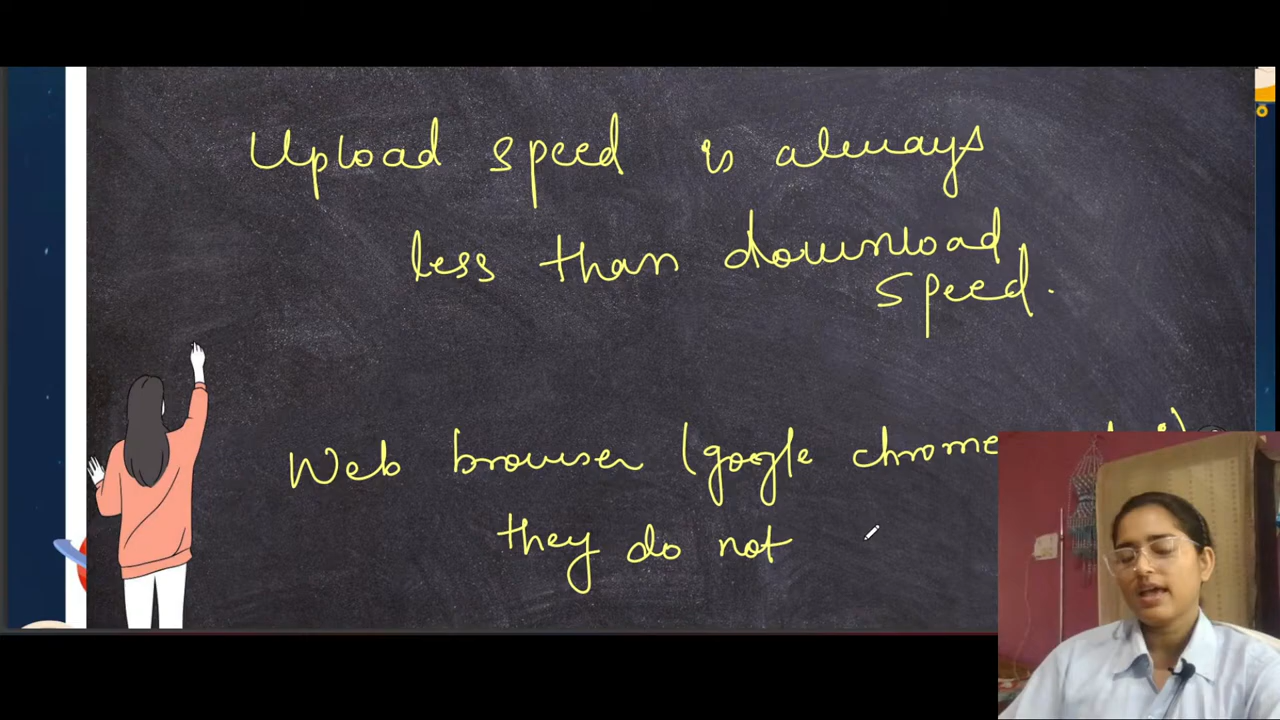 Upload speed is always
less than download
speed.
Web browser (google chrome
they do not